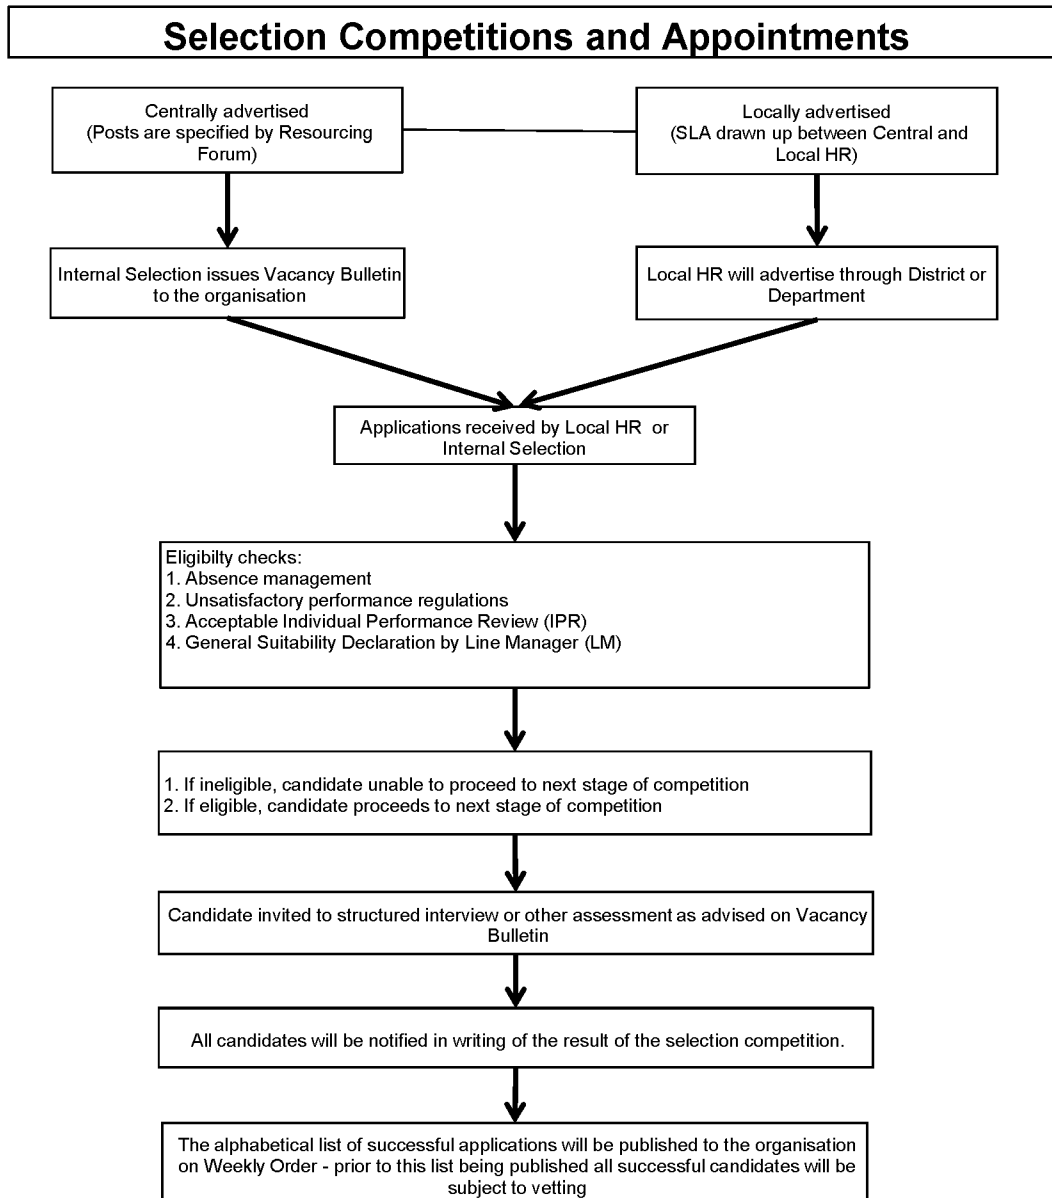 Selection Competitions and Appointments
Centrally advertised
(Posts are specified by Resourcing
Forum)
Locally advertised
(SLA drawn up between Central and
Local HR)
Internal Selection issues Vacancy Bulletin
to the organisation
Local HR will advertise through District or
Department
Applications received by Local HR or
Internal Selection
Eligibilty checks:
1. Absence management
2. Unsatisfactory performance regulations
3. Acceptable Individual Performance Review (IPR)
4. General Suitability Declaration by Line Manager (LM)
1. If ineligible, candidate unable to proceed to next stage of competition
2. If eligible, candidate proceeds to next stage of competition
Candidate invited to structured interview or other assessment as advised on Vacancy
Bulletin
All candidates will be notified in writing of the result of the selection competition.
The alphabetical list of successful applications will be published to the organisation
on Weekly Order - prior to this list being published all successful candidates will be
subject to vetting